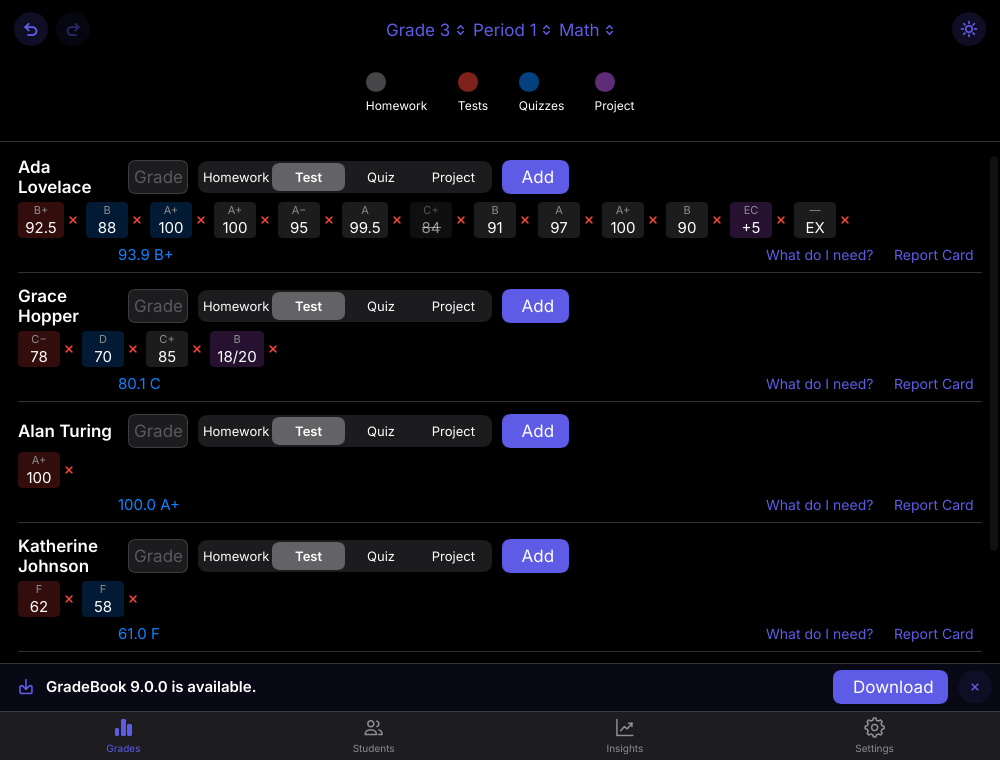 Grade 3 Period 1 Math
Homework Tests Quizzes Project
Ada
Lovelace
Grade Homework Test Quiz Project Add
B+ B A+ A+ A− A C+ B A A+ B EC —
92.5 × 88 × 100 × 100 × 95 × 99.5 × 84 × 91 × 97 × 100 × 90 × +5 × EX ×
93.9 B+ What do I need? Report Card
Grace
Hopper
Grade Homework Test Quiz Project Add
C− D C+ B
78 × 70 × 85 × 18/20 ×
80.1 C What do I need? Report Card
Alan Turing Grade Homework Test Quiz Project Add
A+
100 ×
100.0 A+ What do I need? Report Card
Katherine
Johnson
Grade Homework Test Quiz Project Add
F F
62 × 58 ×
61.0 F What do I need? Report Card
GradeBook 9.0.0 is available. Download ×
Grades Students Insights Settings